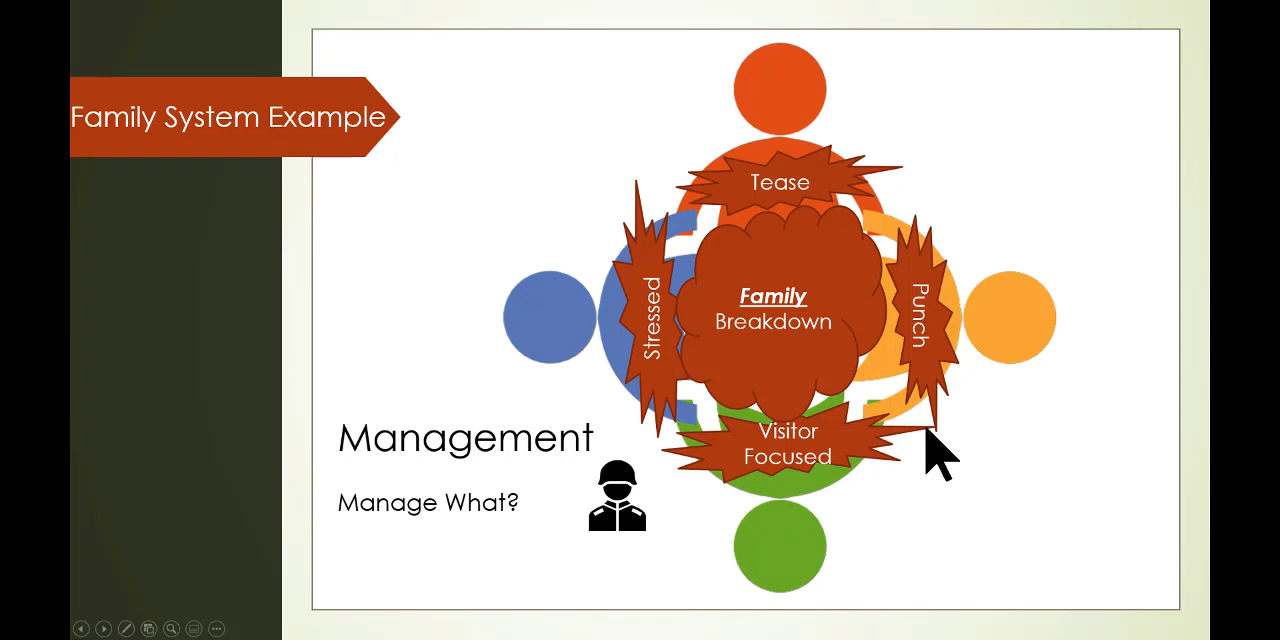 Family System Example
Tease
Stressed
Family
Breakdown
Punch
Visitor
Focused
Management
Manage What?